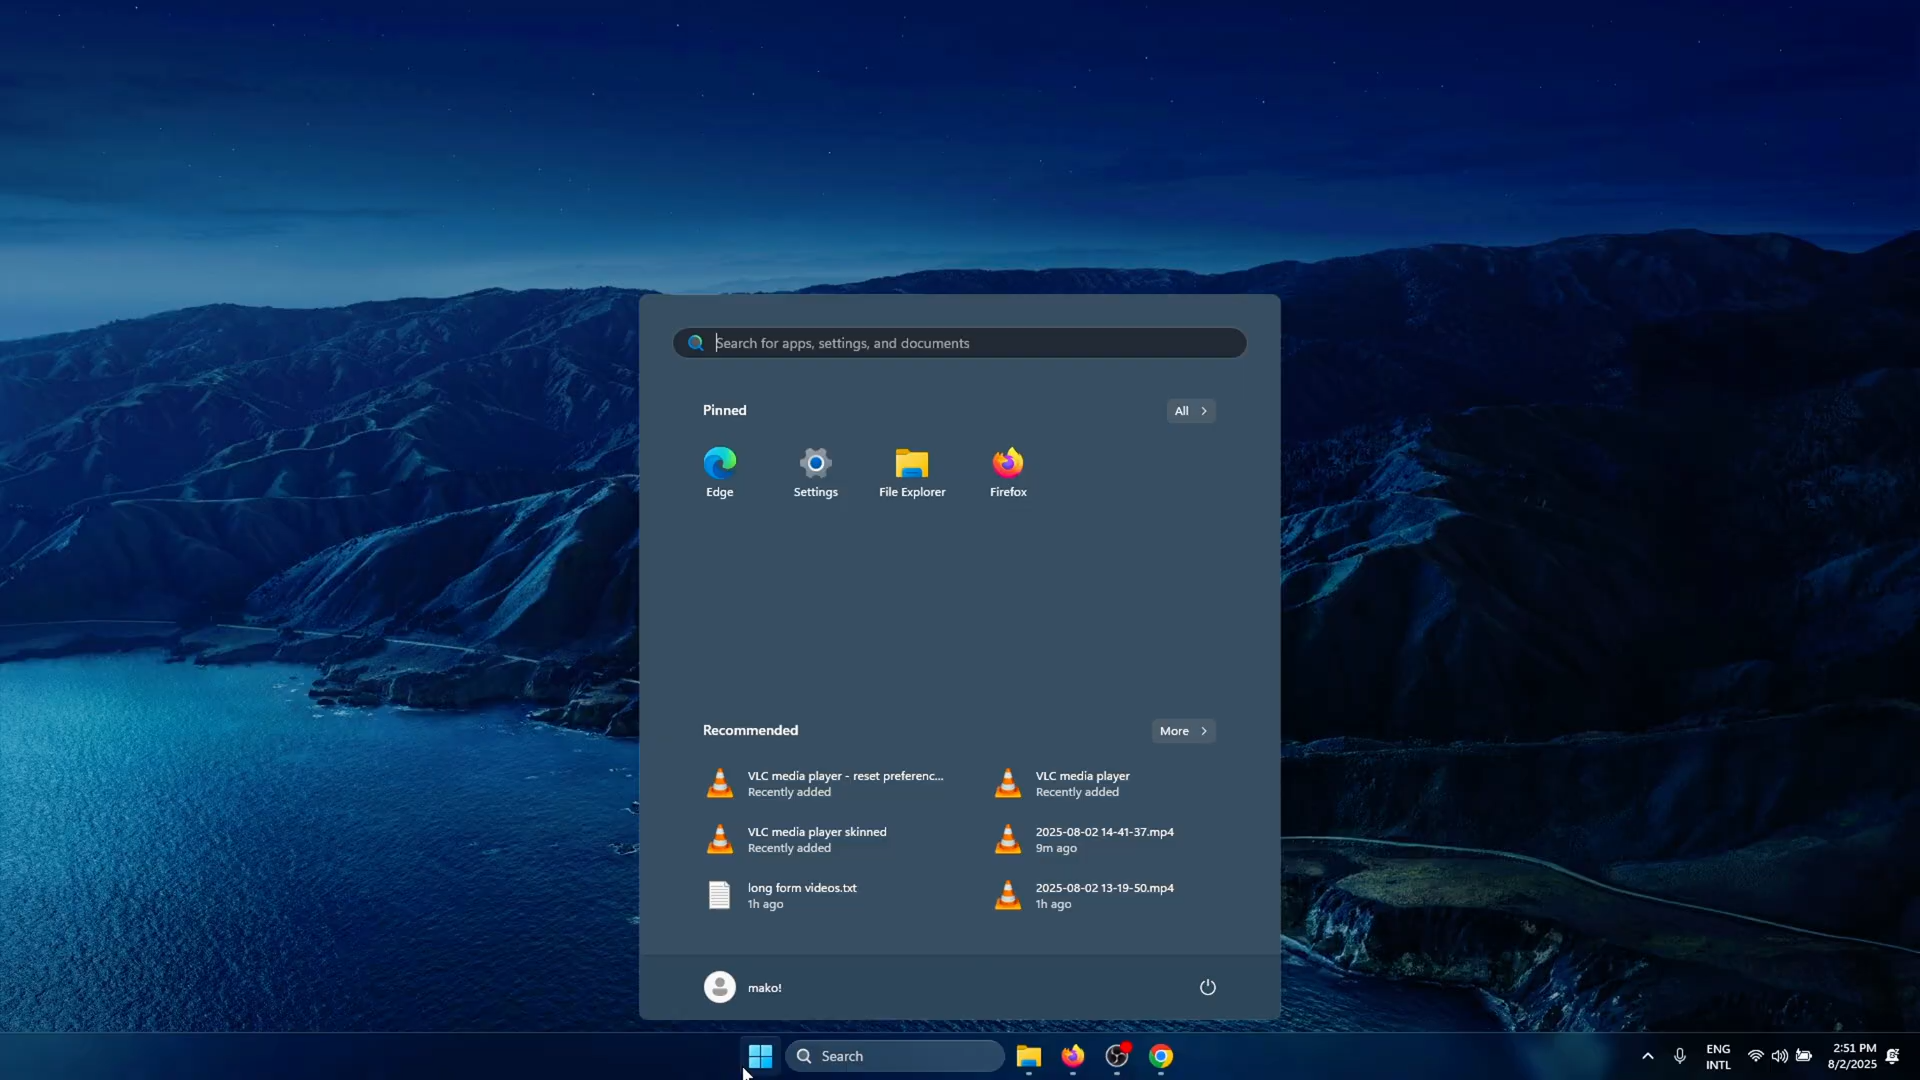 Search for apps, settings, and documents
Pinned
All
Edge
Settings
File Explorer
Firefox
Recommended
More
VLC media player - reset preferenc...
Recently added
VLC media player
Recently added
VLC media player skinned
Recently added
2025-08-02 14-41-37.mp4
9m ago
long form videos.txt
1h ago
2025-08-02 13-19-50.mp4
1h ago
mako!
Search
ENG
INTL
2:51 PM
8/2/2025